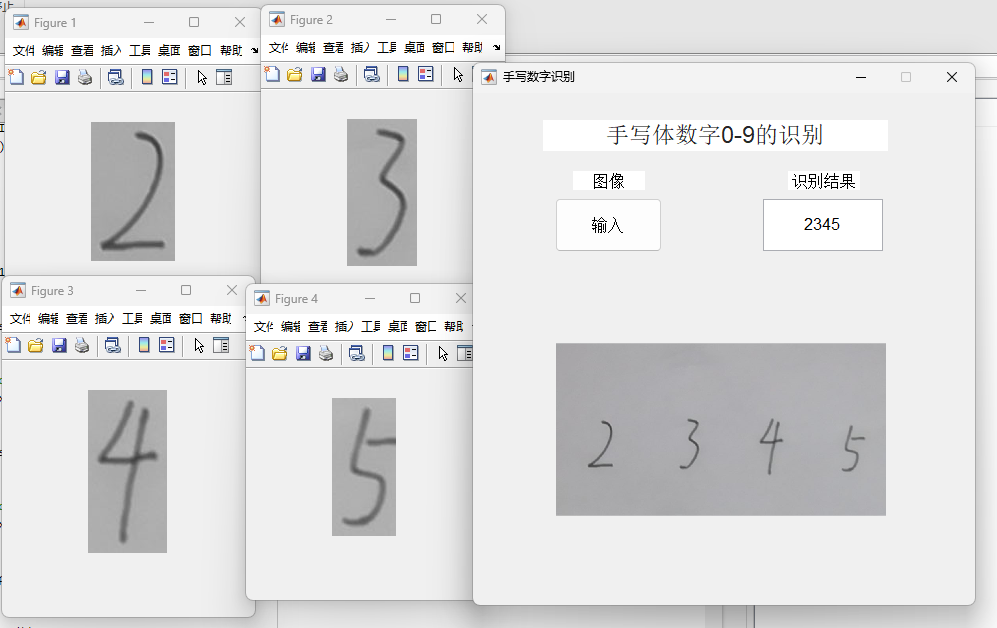 Figure 1
文件 编辑 查看 插入 工具 桌面 窗口 帮助
2
Figure 2
文件 编辑 查看 插入 工具 桌面 窗口 帮助
3
Figure 3
文件 编辑 查看 插入 工具 桌面 窗口 帮助
4
Figure 4
文件 编辑 查看 插入 工具 桌面 窗口 帮助
5
手写数字识别
手写体数字0-9的识别
图像 识别结果
输入 2345
2 3 4 5